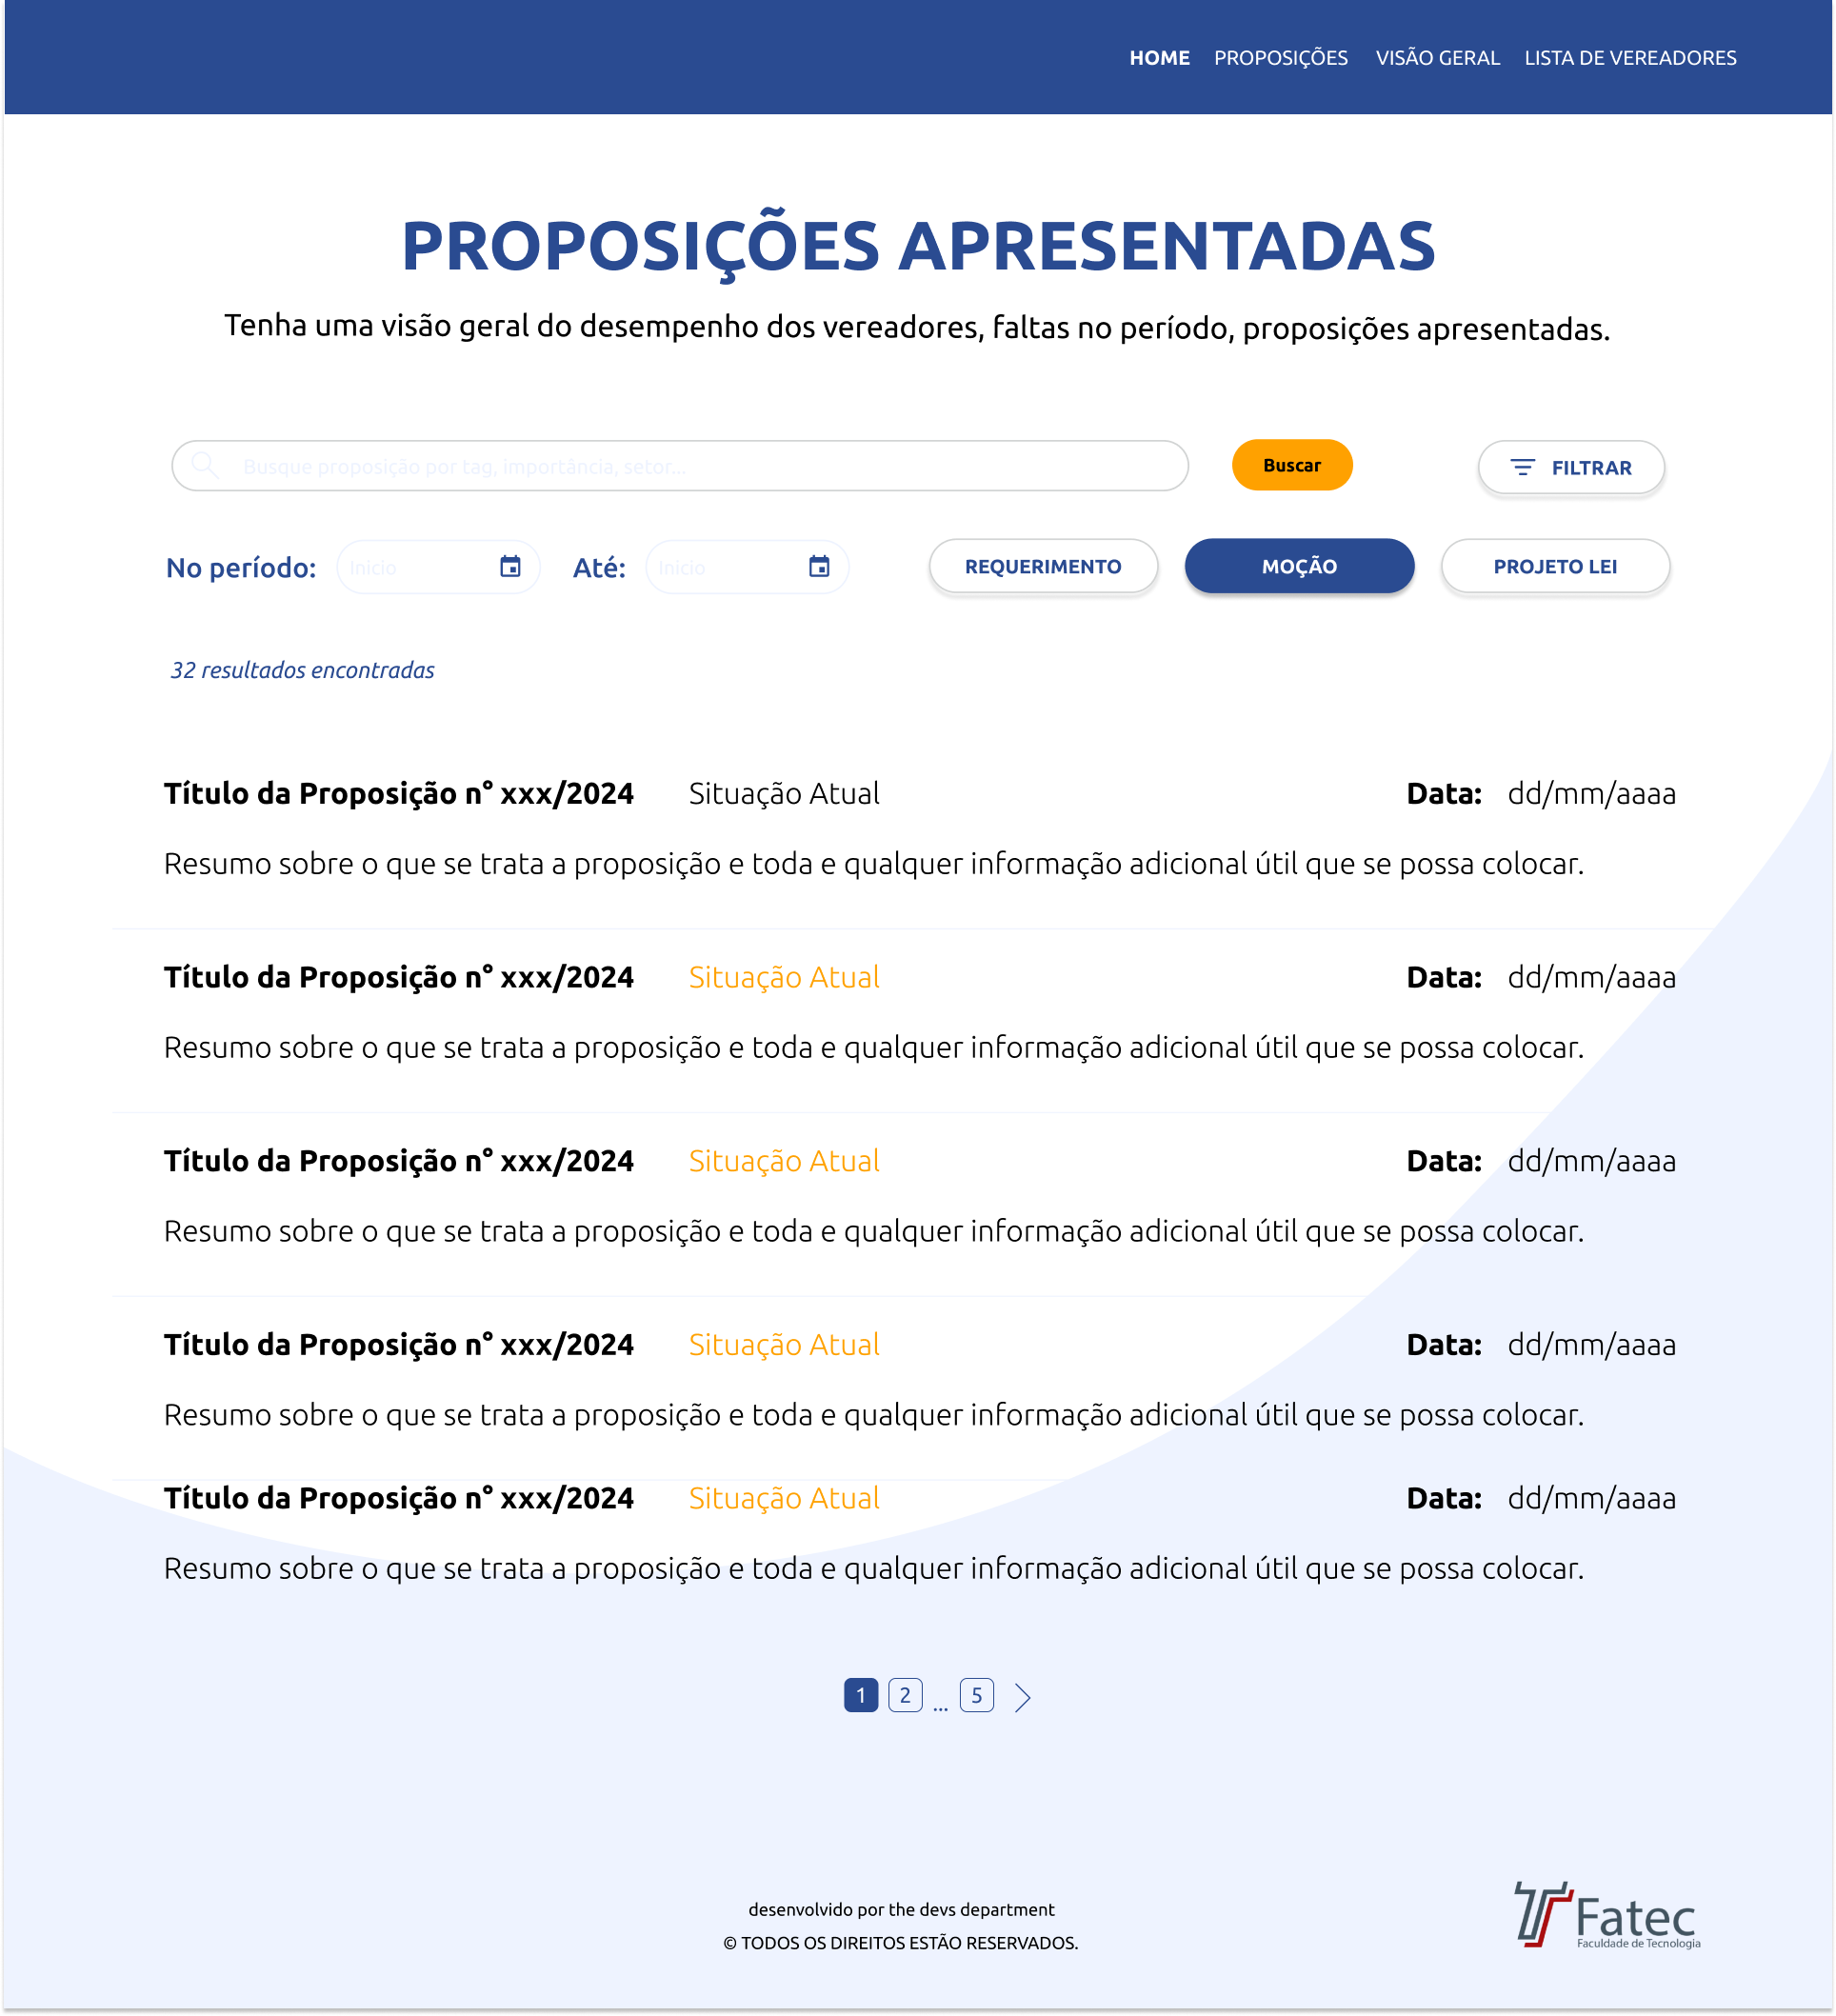 HOME PROPOSIÇÕES VISÃO GERAL LISTA DE VEREADORES
PROPOSIÇÕES APRESENTADAS
Tenha uma visão geral do desempenho dos vereadores, faltas no período, proposições apresentadas.
Busque proposição por tag, importância, setor... Buscar FILTRAR
No período: Inicio Até: Inicio REQUERIMENTO MOÇÃO PROJETO LEI
32 resultados encontradas
Título da Proposição n° xxx/2024 Situação Atual Data: dd/mm/aaaa
Resumo sobre o que se trata a proposição e toda e qualquer informação adicional útil que se possa colocar.
Título da Proposição n° xxx/2024 Situação Atual Data: dd/mm/aaaa
Resumo sobre o que se trata a proposição e toda e qualquer informação adicional útil que se possa colocar.
Título da Proposição n° xxx/2024 Situação Atual Data: dd/mm/aaaa
Resumo sobre o que se trata a proposição e toda e qualquer informação adicional útil que se possa colocar.
Título da Proposição n° xxx/2024 Situação Atual Data: dd/mm/aaaa
Resumo sobre o que se trata a proposição e toda e qualquer informação adicional útil que se possa colocar.
Título da Proposição n° xxx/2024 Situação Atual Data: dd/mm/aaaa
Resumo sobre o que se trata a proposição e toda e qualquer informação adicional útil que se possa colocar.
1 2 ... 5
desenvolvido por the devs department
© TODOS OS DIREITOS ESTÃO RESERVADOS.
Fatec
Faculdade de Tecnologia